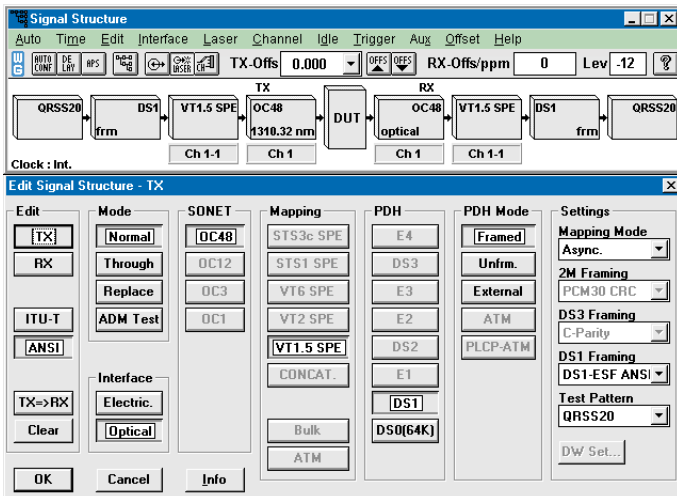 Signal Structure
Auto Time Edit Interface Laser Channel Idle Trigger Aux Offset Help
WG AUTO CONF DE LAY APS LASER CH TX-Offs 0.000 OFFS OFFS RX-Offs/ppm 0 Lev -12 ?
TX RX
QRSS20 DS1 VT1.5 SPE OC48 DUT OC48 VT1.5 SPE DS1 QRSS20
frm 1310.32 nm optical frm
Ch 1-1 Ch 1 Ch 1 Ch 1-1
Clock : Int.
Edit Signal Structure - TX
Edit Mode SONET Mapping PDH PDH Mode Settings
TX Normal OC48 STS3c SPE E4 Framed Mapping Mode
Async.
RX Through OC12 STS1 SPE DS3 Unfrm. 2M Framing
Replace OC3 VT6 SPE E3 External PCM30 CRC
ITU-T ADM Test OC1 VT2 SPE E2 ATM DS3 Framing
C-Parity
ANSI VT1.5 SPE DS2 PLCP-ATM DS1 Framing
Interface CONCAT. E1 DS1-ESF ANSI
TX=>RX Electric. DS1 Test Pattern
QRSS20
Clear Optical Bulk DS0(64K)
ATM DW Set...
OK Cancel Info